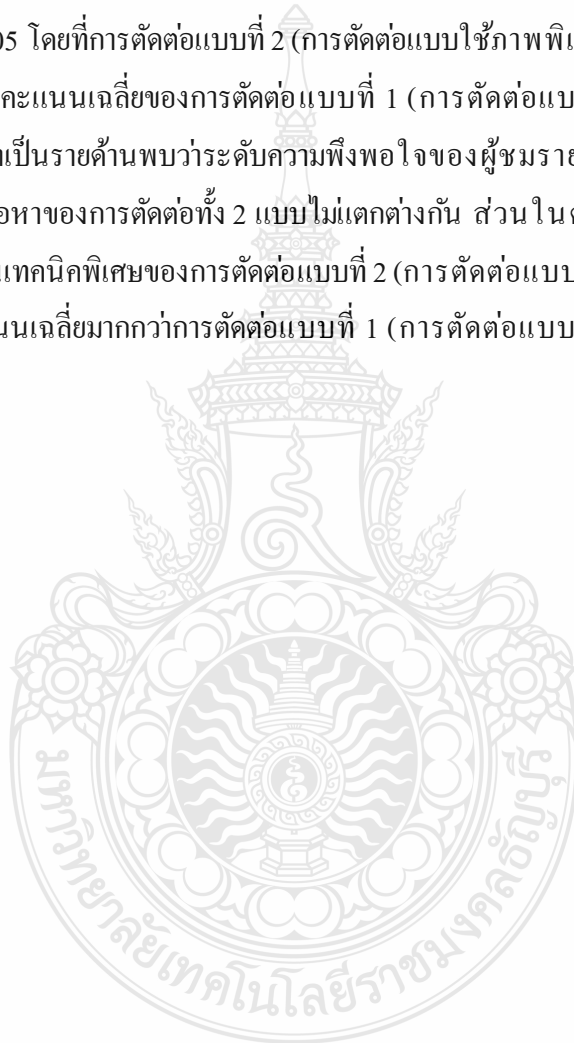 05 โดยที่การตัดต่อแบบที่ 2 (การตัดต่อแบบใช้ภาพพิเ
คะแนนเฉลี่ยของการตัดต่อแบบที่ 1 (การตัดต่อแบบ
เป็นรายด้านพบว่าระดับความพึงพอใจของผู้ชมราย
อหาของการตัดต่อทั้ง 2 แบบไม่แตกต่างกัน ส่วนใน
เทคนิคพิเศษของการตัดต่อแบบที่ 2 (การตัดต่อแบบ
นนเฉลี่ยมากกว่าการตัดต่อแบบที่ 1 (การตัดต่อแบบ
มหาวิทยาลัยเทคโนโลยีราชมงคลธัญบุรี